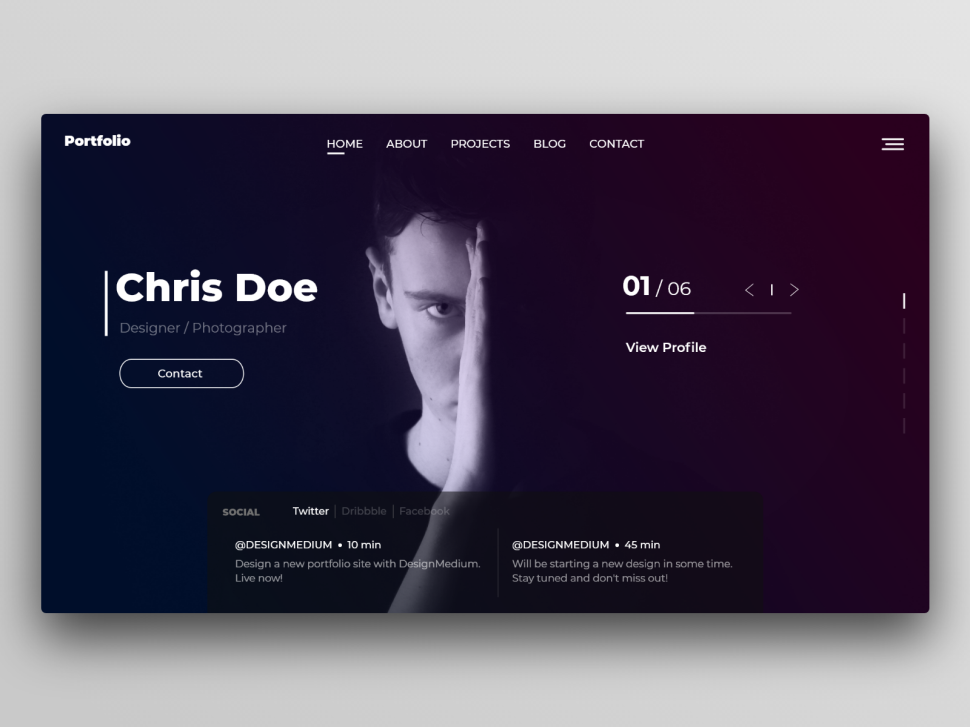 Portfolio
HOME ABOUT PROJECTS BLOG CONTACT
Chris Doe
Designer / Photographer
Contact
01 / 06
View Profile
SOCIAL Twitter Dribbble Facebook
@DESIGNMEDIUM • 10 min
Design a new portfolio site with DesignMedium.
Live now!
@DESIGNMEDIUM • 45 min
Will be starting a new design in some time.
Stay tuned and don't miss out!